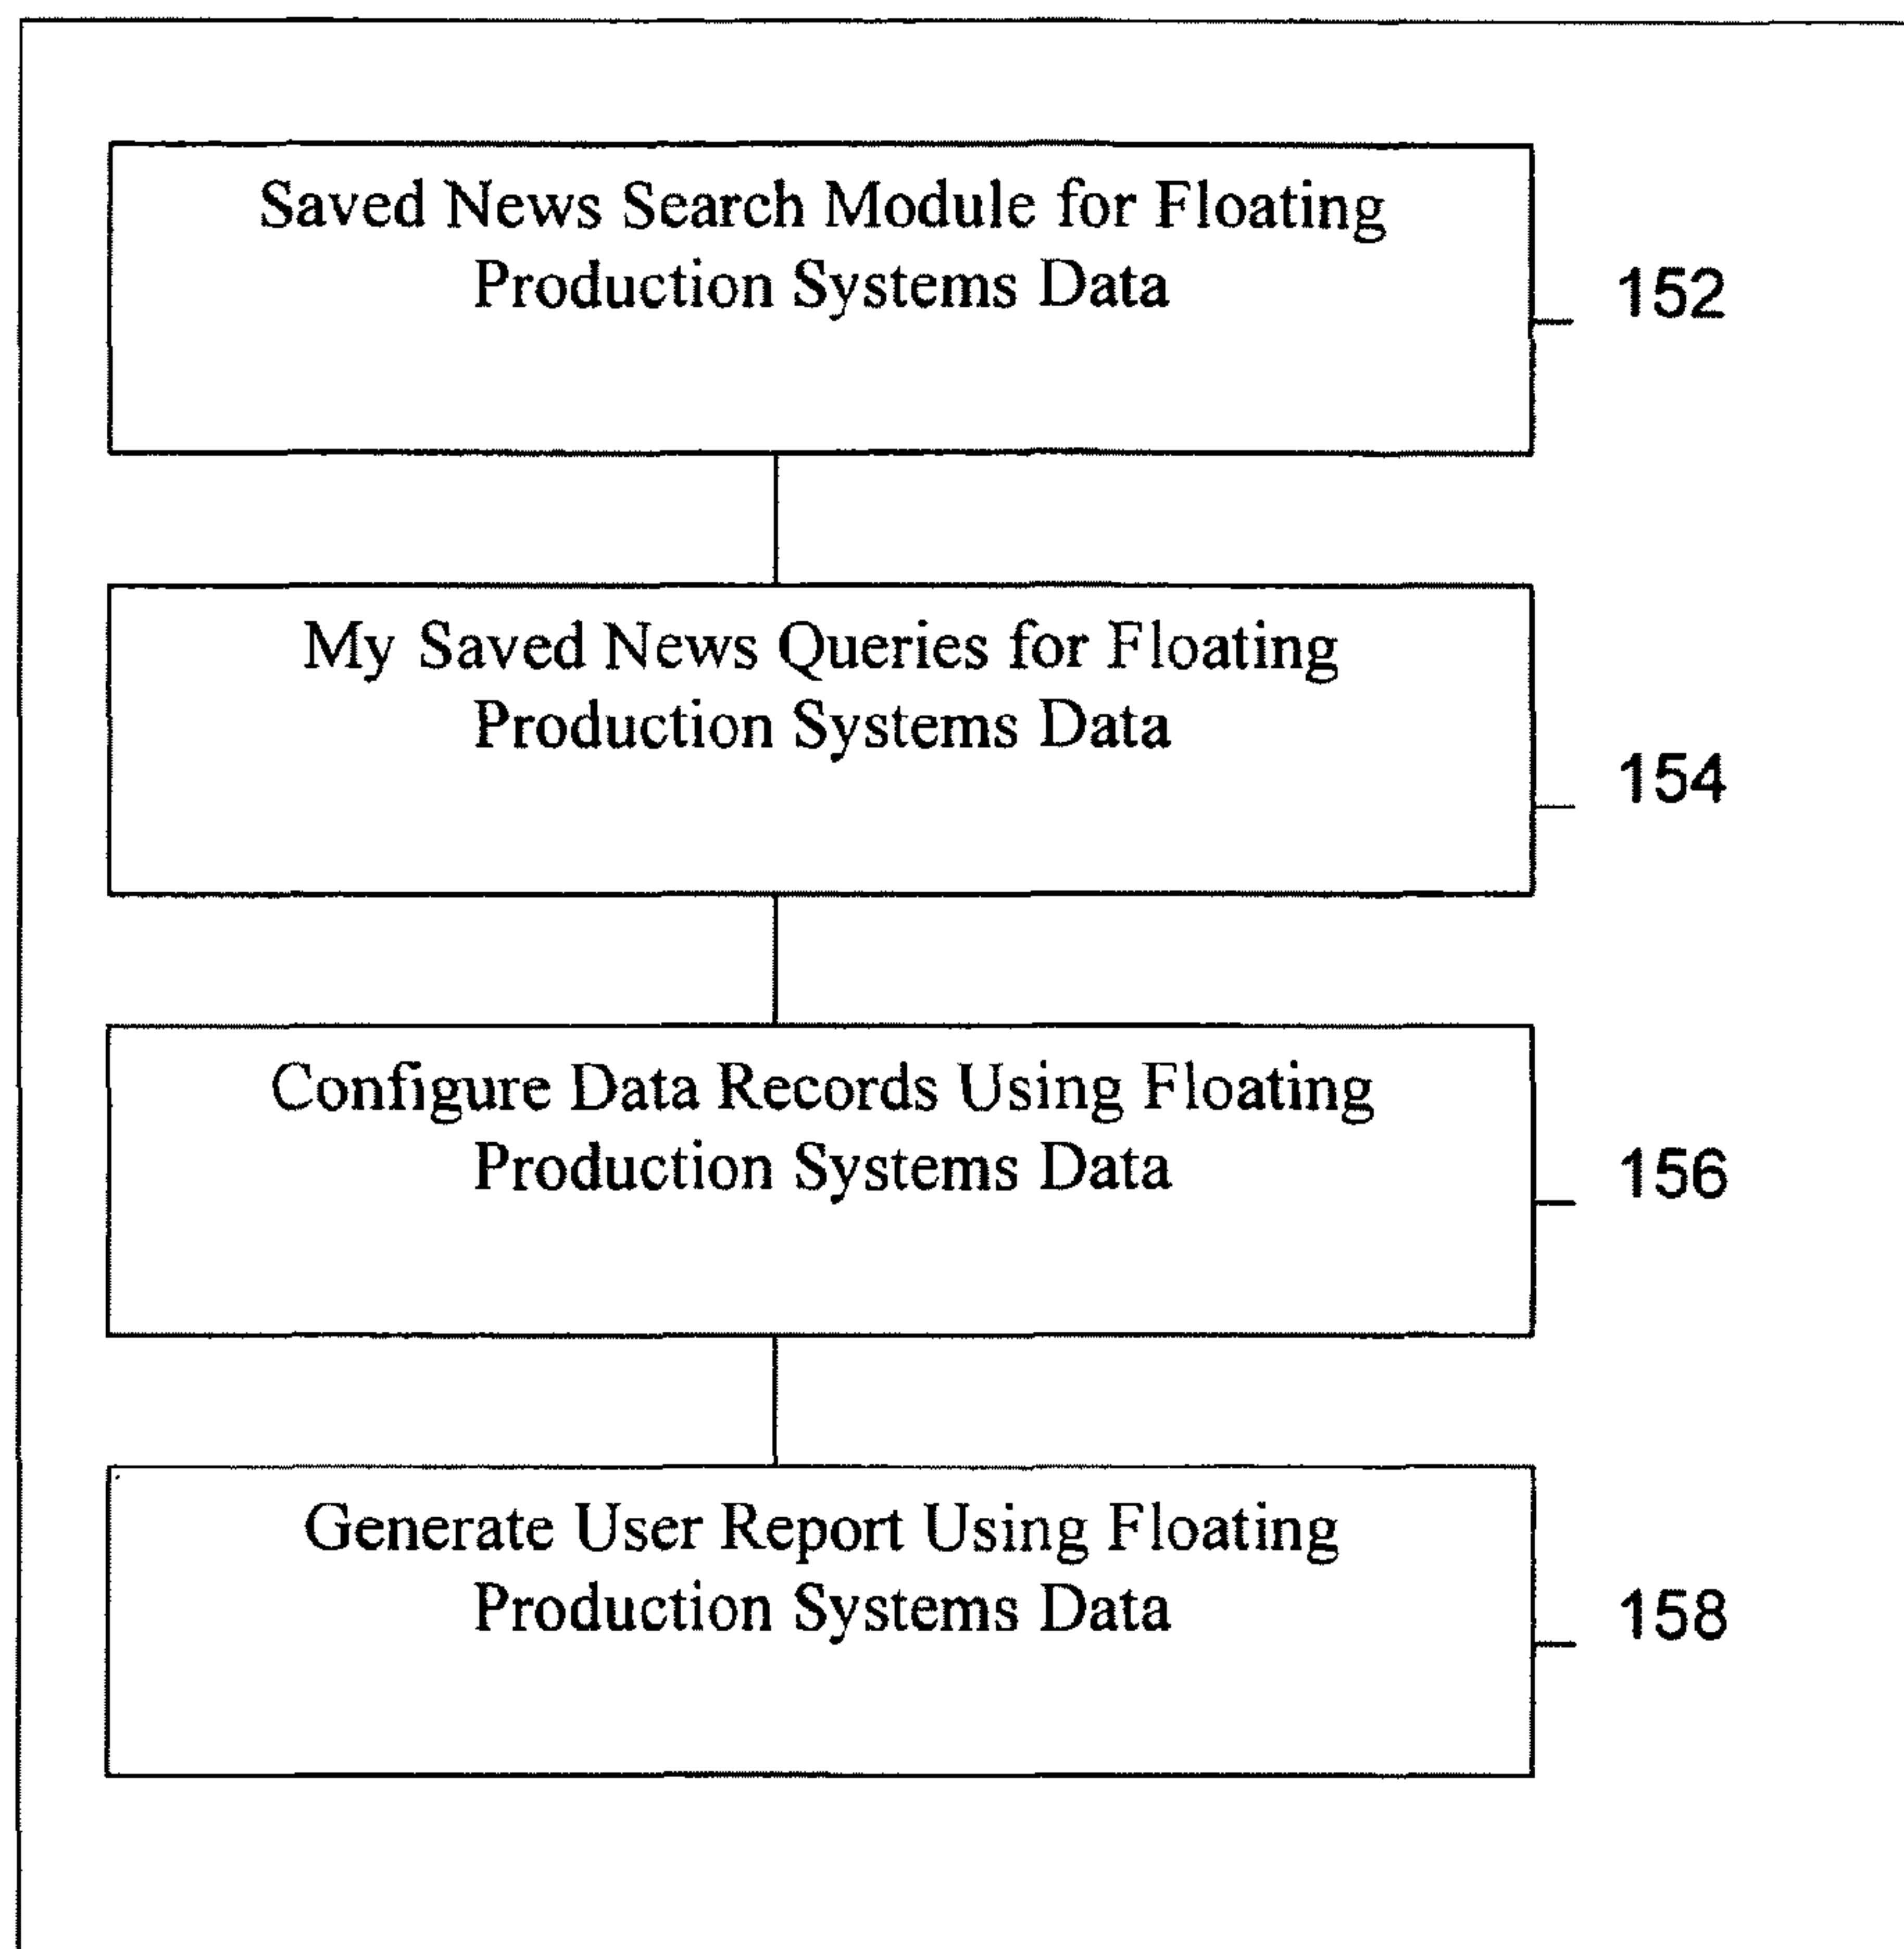 Saved News Search Module for Floating
Production Systems Data
152
My Saved News Queries for Floating
Production Systems Data
154
Configure Data Records Using Floating
Production Systems Data
156
Generate User Report Using Floating
Production Systems Data
158